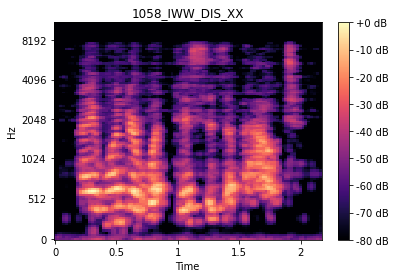 1058_IWW_DIS_XX
+0 dB
8192
-10 dB
4096
-20 dB
-30 dB
2048
Hz
-40 dB
1024
-50 dB
512
-60 dB
-70 dB
0
-80 dB
0
0.5
1
1.5
2
Time